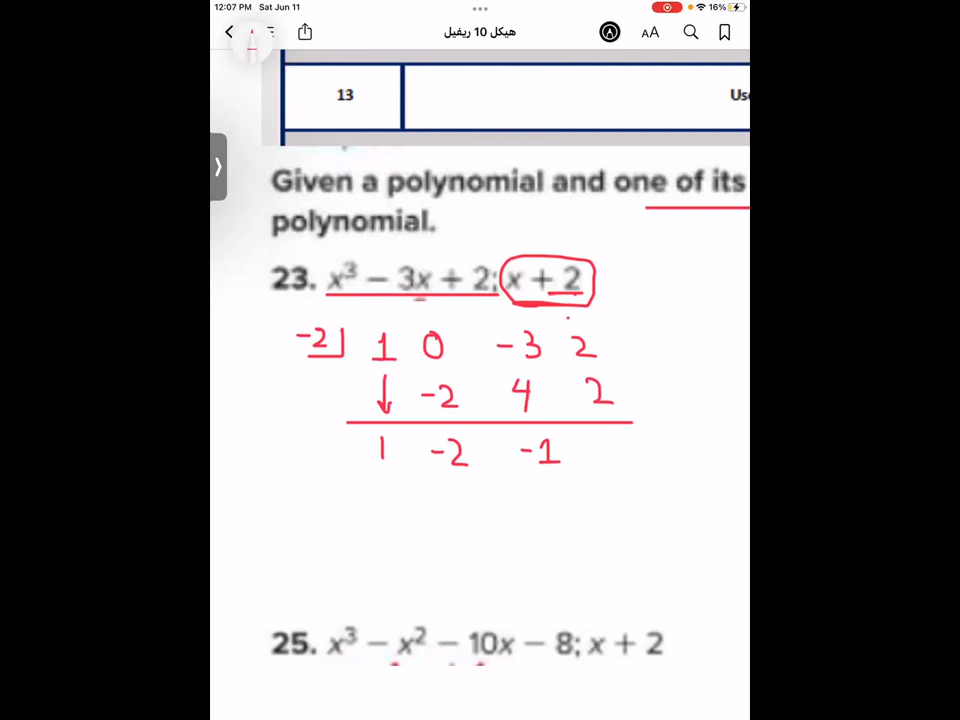 12:07 PM Sat Jun 11 16%
هيكل 10 ريفيل AA
13
Given a polynomial and one of its
polynomial.
23. x³ − 3x + 2; x + 2
-2 1 0 -3 2
-2 4 2
1 -2 -1
25. x³ − x² − 10x − 8; x + 2